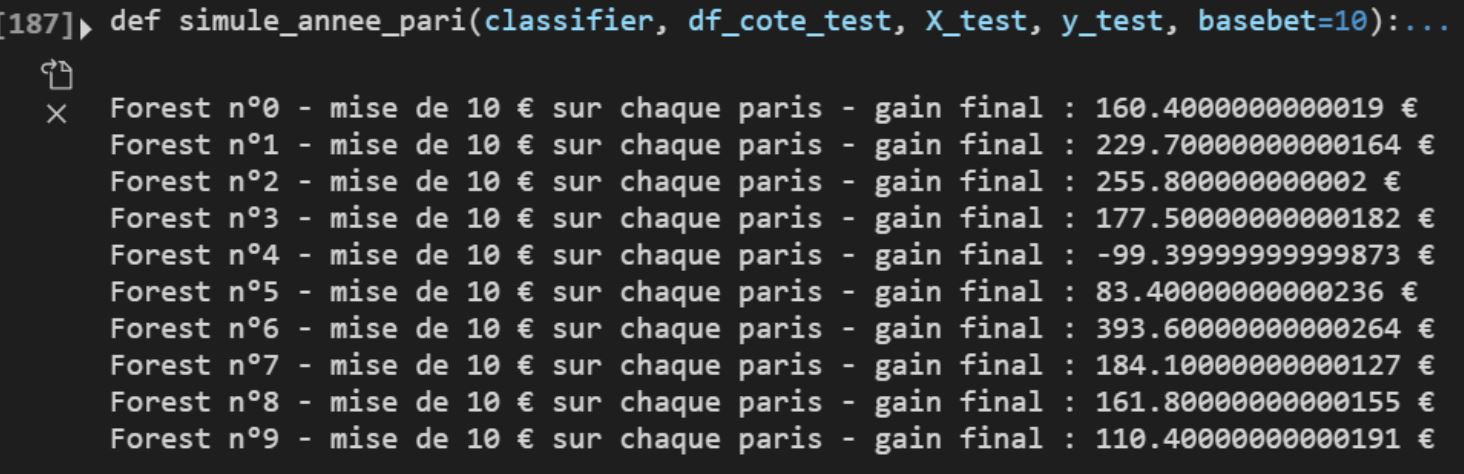 [187] def simule_annee_pari(classifier, df_cote_test, X_test, y_test, basebet=10):...
Forest n°0 - mise de 10 € sur chaque paris - gain final : 160.4000000000019 €
Forest n°1 - mise de 10 € sur chaque paris - gain final : 229.70000000000164 €
Forest n°2 - mise de 10 € sur chaque paris - gain final : 255.800000000002 €
Forest n°3 - mise de 10 € sur chaque paris - gain final : 177.50000000000182 €
Forest n°4 - mise de 10 € sur chaque paris - gain final : -99.39999999999873 €
Forest n°5 - mise de 10 € sur chaque paris - gain final : 83.40000000000236 €
Forest n°6 - mise de 10 € sur chaque paris - gain final : 393.60000000000264 €
Forest n°7 - mise de 10 € sur chaque paris - gain final : 184.10000000000127 €
Forest n°8 - mise de 10 € sur chaque paris - gain final : 161.80000000000155 €
Forest n°9 - mise de 10 € sur chaque paris - gain final : 110.40000000000191 €